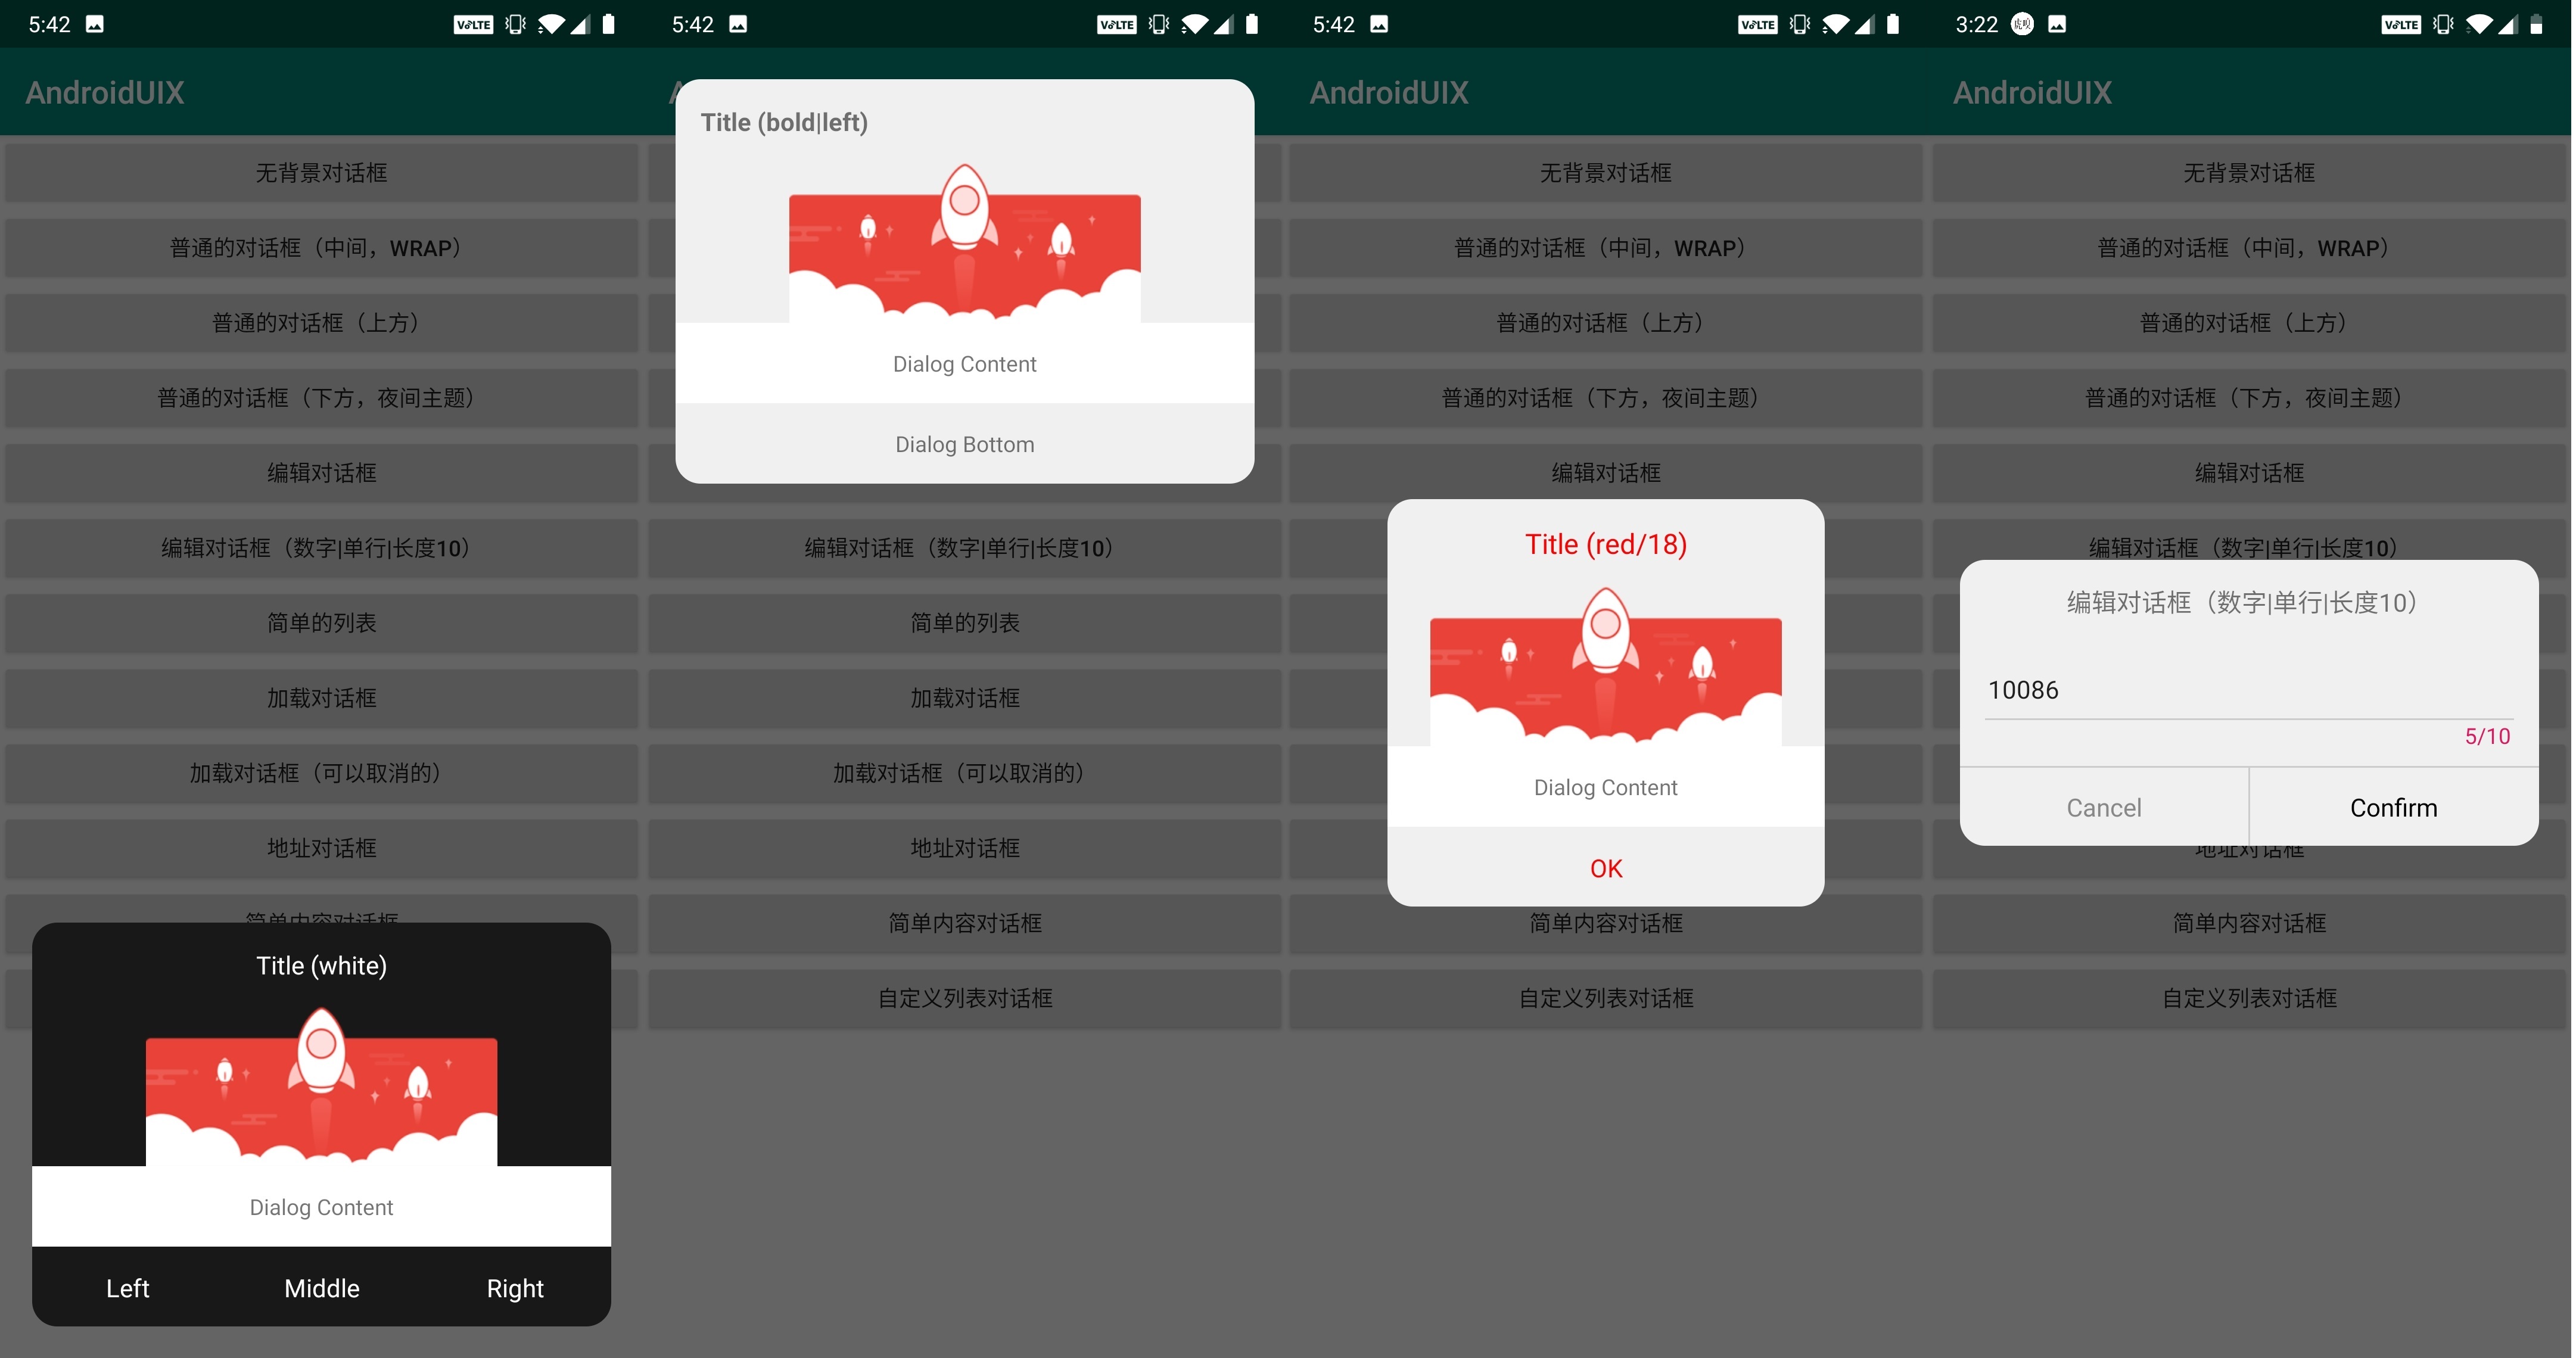 5:42
VoLTE
AndroidUIX
无背景对话框
普通的对话框（中间，WRAP）
普通的对话框（上方）
普通的对话框（下方，夜间主题）
编辑对话框
编辑对话框（数字|单行|长度10）
简单的列表
加载对话框
加载对话框（可以取消的）
地址对话框
简单内容对话框
Title (white)
Dialog Content
Left Middle Right
5:42
VoLTE
Title (bold|left)
Dialog Content
Dialog Bottom
编辑对话框（数字|单行|长度10）
简单的列表
加载对话框
加载对话框（可以取消的）
地址对话框
简单内容对话框
自定义列表对话框
5:42
VoLTE
AndroidUIX
无背景对话框
普通的对话框（中间，WRAP）
普通的对话框（上方）
普通的对话框（下方，夜间主题）
编辑对话框
Title (red/18)
Dialog Content
OK
简单内容对话框
自定义列表对话框
3:22
VoLTE
AndroidUIX
无背景对话框
普通的对话框（中间，WRAP）
普通的对话框（上方）
普通的对话框（下方，夜间主题）
编辑对话框
编辑对话框（数字|单行|长度10）
编辑对话框（数字|单行|长度10）
10086
5/10
Cancel Confirm
地址对话框
简单内容对话框
自定义列表对话框